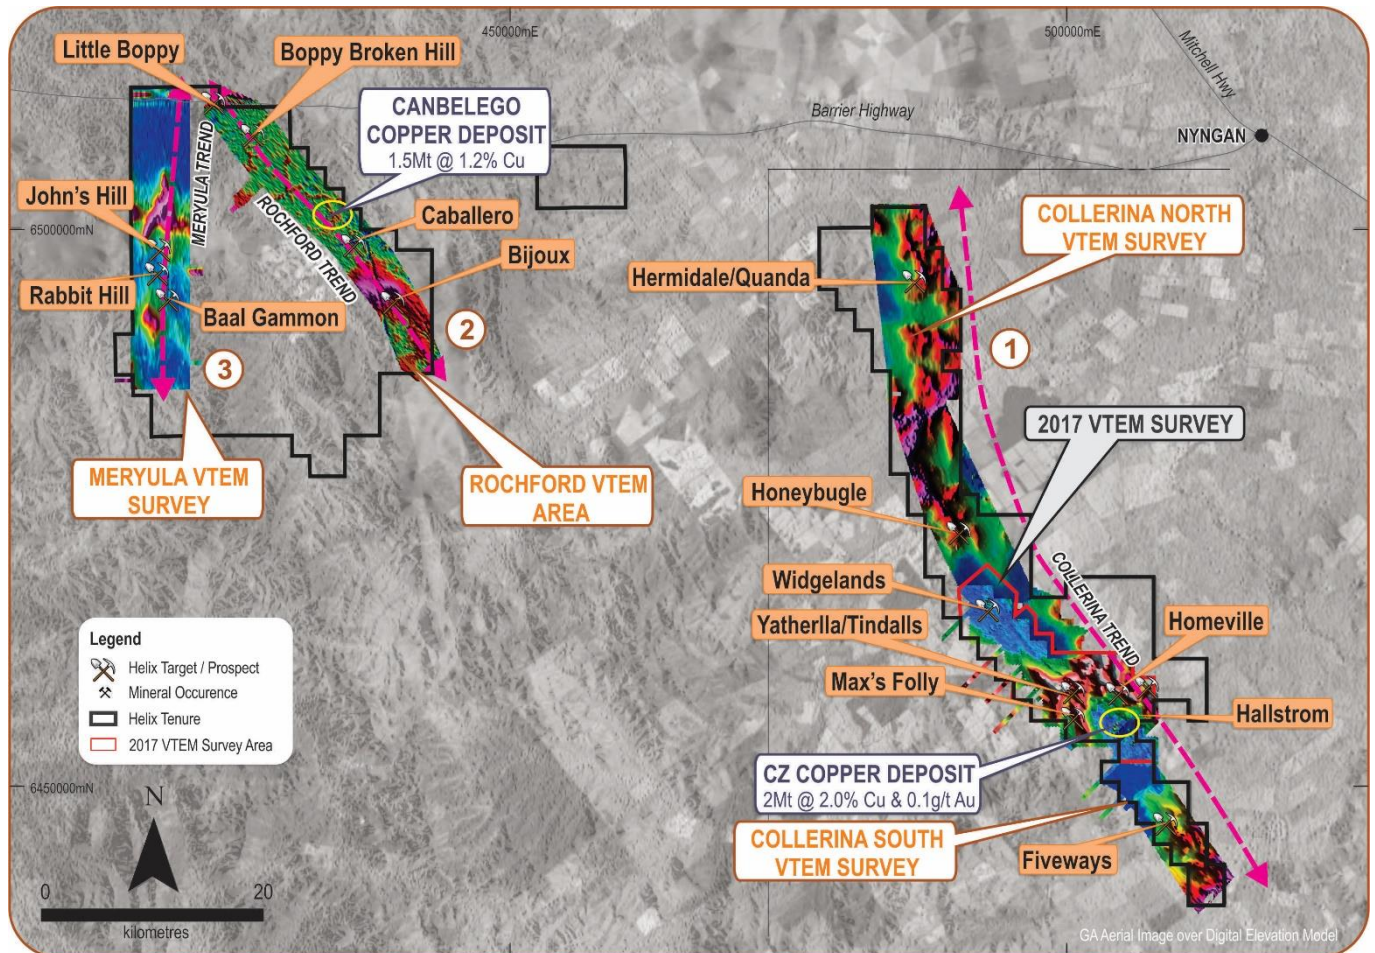 450000mE
500000mE
Little Boppy
Boppy Broken Hill
Mitchell Hwy
CANBELEGO
COPPER DEPOSIT
1.5Mt @ 1.2% Cu
Barrier Highway
NYNGAN
MERYULA TREND
John's Hill
ROCHFORD TREND
Caballero
COLLERINA NORTH
VTEM SURVEY
6500000mN
Bijoux
Hermidale/Quanda
Rabbit Hill
Baal Gammon
2
1
3
2017 VTEM SURVEY
MERYULA VTEM
SURVEY
ROCHFORD VTEM
AREA
Honeybugle
Widgelands
COLLERINA TREND
Yatherlla/Tindalls
Homeville
Max's Folly
Hallstrom
Legend
Helix Target / Prospect
Mineral Occurence
Helix Tenure
2017 VTEM Survey Area
CZ COPPER DEPOSIT
2Mt @ 2.0% Cu & 0.1g/t Au
6450000mN
N
COLLERINA SOUTH
VTEM SURVEY
Fiveways
0
20
kilometres
GA Aerial Image over Digital Elevation Model